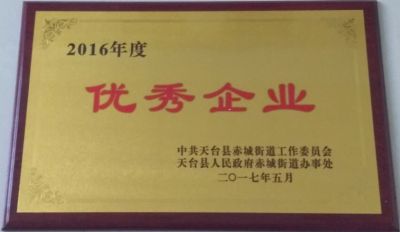 2016年度
优秀企业
中共天台县赤城街道工作委员会
天台县人民政府赤城街道办事处
二〇一七年五月